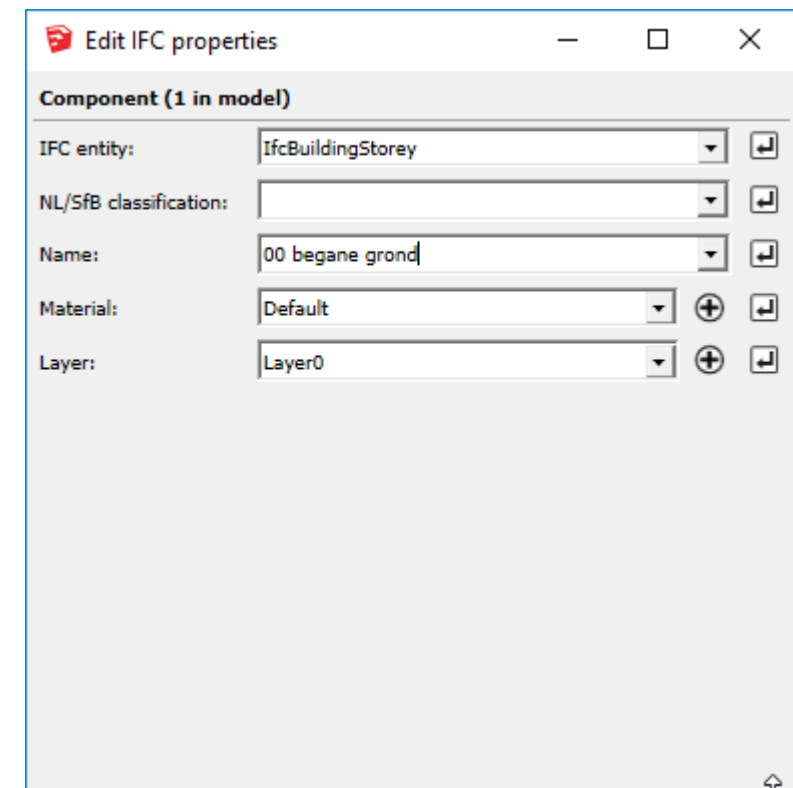 Edit IFC properties
Component (1 in model)
IFC entity: IfcBuildingStorey
NL/SfB classification:
Name: 00 begane grond
Material: Default
Layer: Layer0